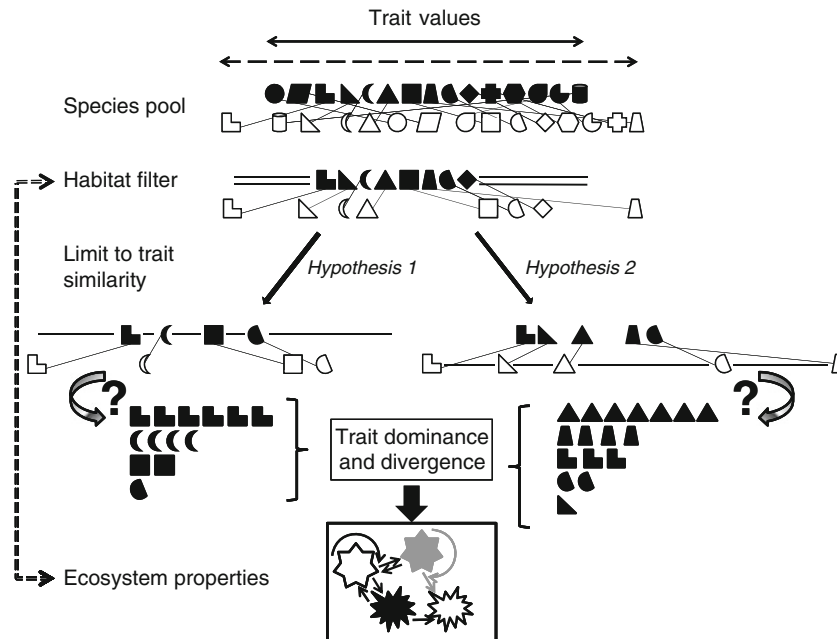 Trait values
Species pool
Habitat filter
Limit to trait
similarity
Hypothesis 1
Hypothesis 2
?
?
Trait dominance
and divergence
Ecosystem properties